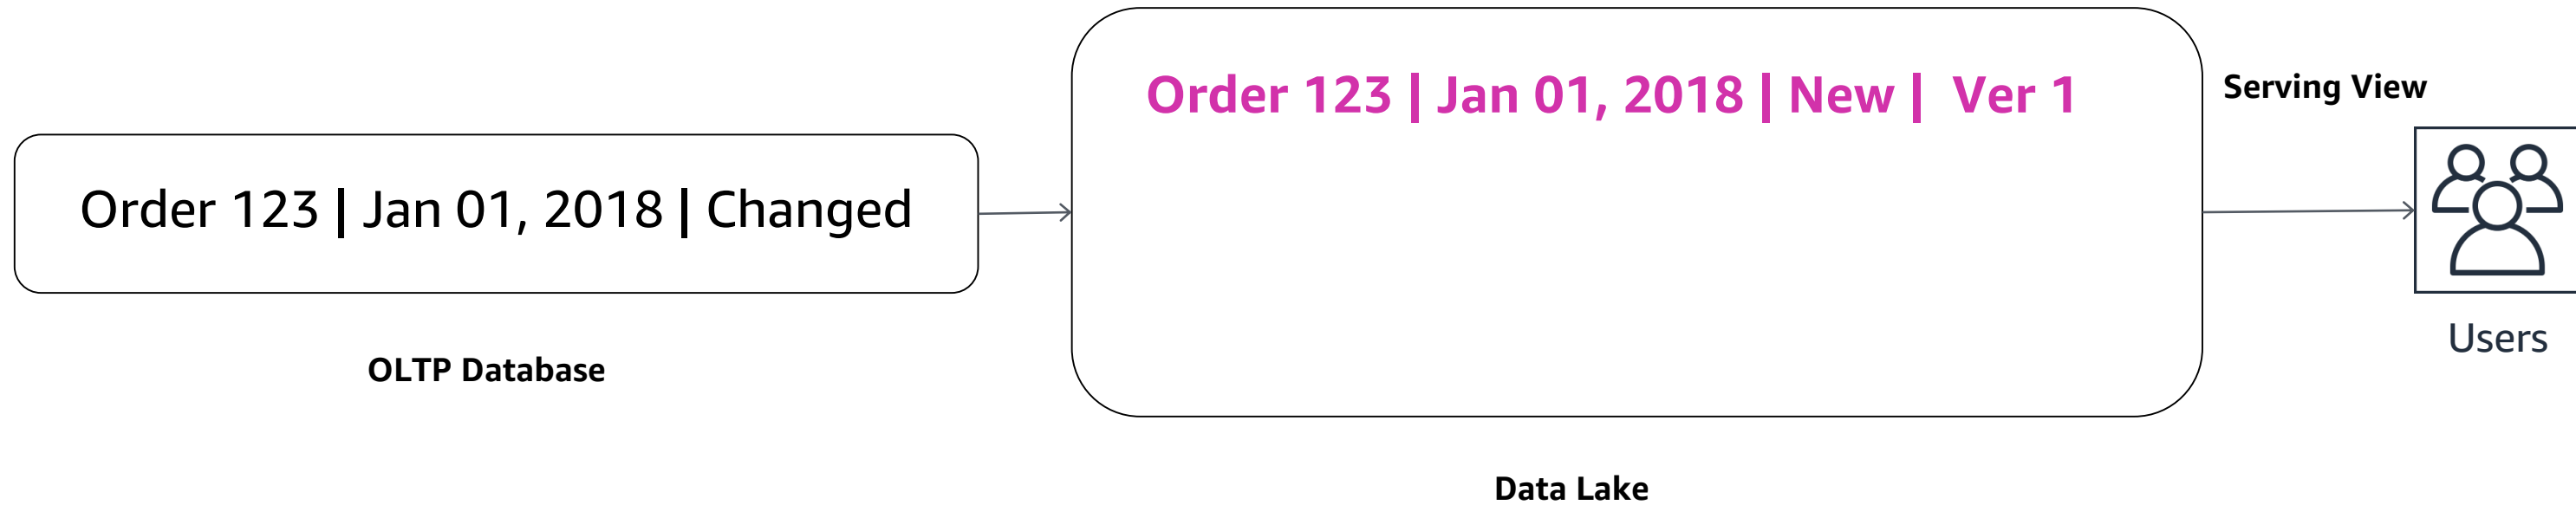 Order 123 | Jan 01, 2018 | New | Ver 1
Serving View
Order 123 | Jan 01, 2018 | Changed
Users
OLTP Database
Data Lake